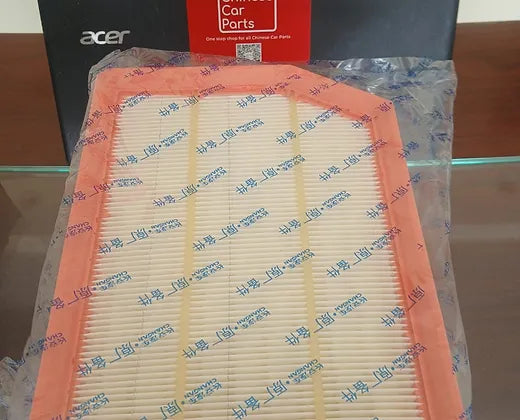 acer
Chinese
Car
Parts
One stop shop for all Chinese Car Parts
长安汽车
CHANGAN
原厂备件